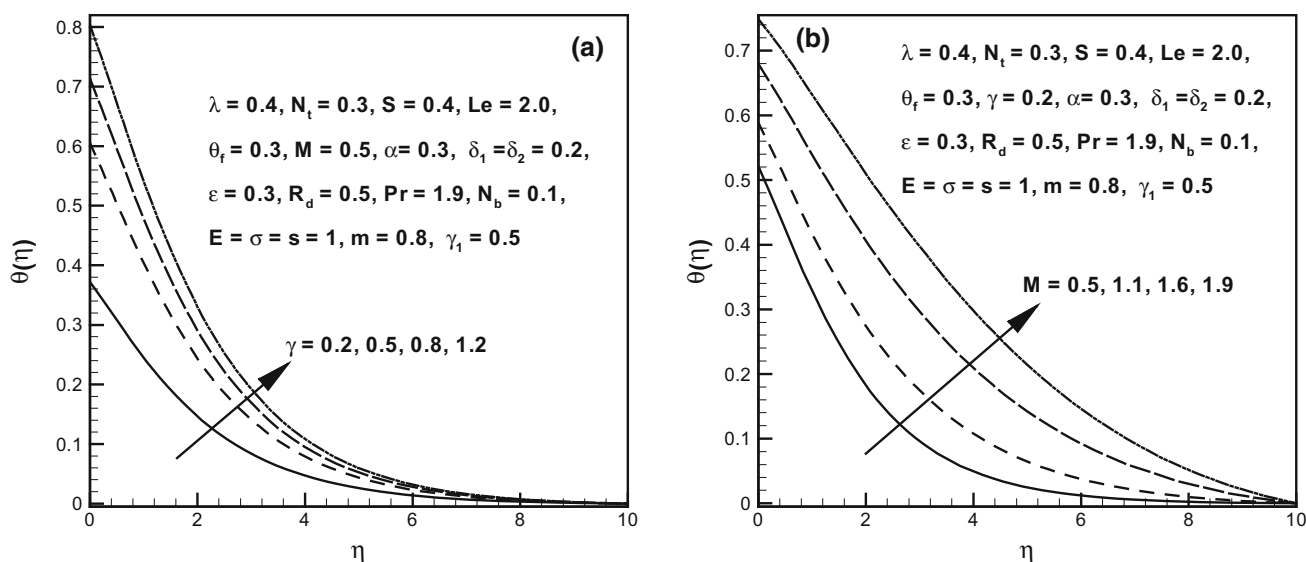 (a)
λ = 0.4, N_t = 0.3, S = 0.4, Le = 2.0,
θ_f = 0.3, M = 0.5, α= 0.3, δ_1 =δ_2 = 0.2,
ε = 0.3, R_d = 0.5, Pr = 1.9, N_b = 0.1,
E = σ = s = 1, m = 0.8, γ_1 = 0.5
γ = 0.2, 0.5, 0.8, 1.2
θ(η)
0.8
0.7
0.6
0.5
0.4
0.3
0.2
0.1
0
0 2 4 6 8 10
η
(b)
λ = 0.4, N_t = 0.3, S = 0.4, Le = 2.0,
θ_f = 0.3, γ = 0.2, α= 0.3, δ_1 =δ_2 = 0.2,
ε = 0.3, R_d = 0.5, Pr = 1.9, N_b = 0.1,
E = σ = s = 1, m = 0.8, γ_1 = 0.5
M = 0.5, 1.1, 1.6, 1.9
θ(η)
0.7
0.6
0.5
0.4
0.3
0.2
0.1
0
0 2 4 6 8 10
η